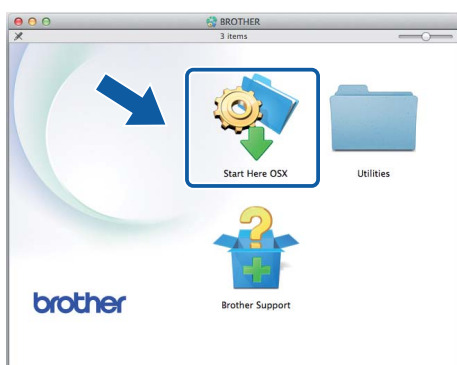 BROTHER
3 items
Start Here OSX
Utilities
Brother Support
brother